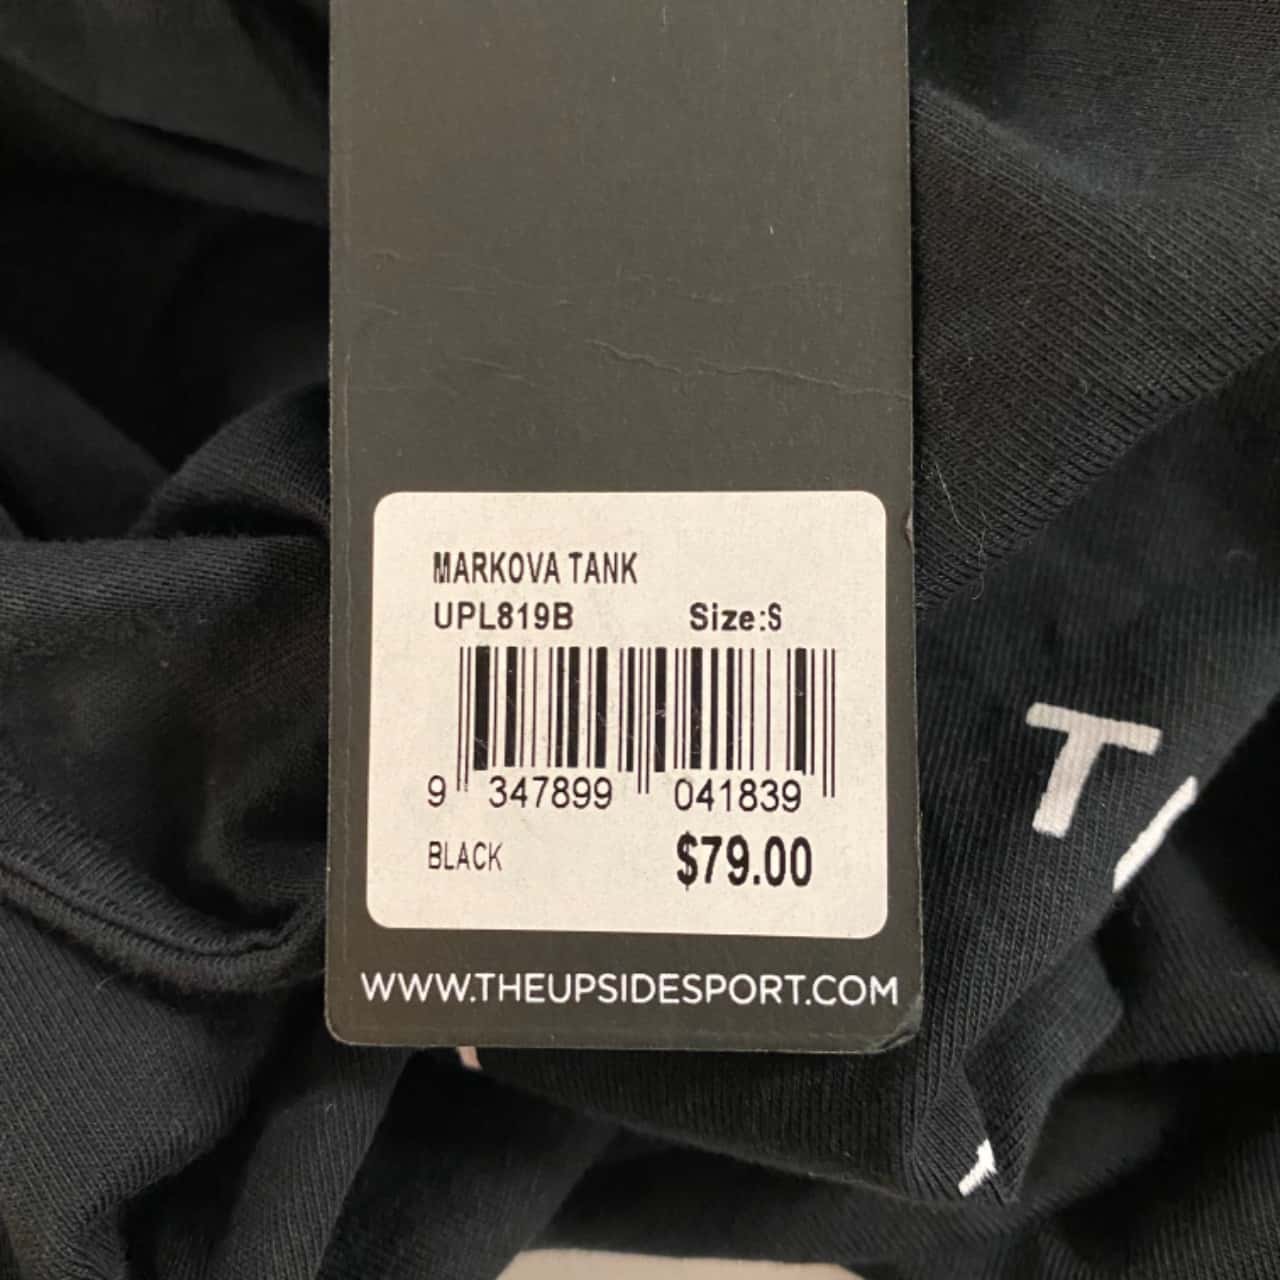 MARKOVA TANK
UPL819B Size:S
9 347899 041839
BLACK $79.00
WWW.THEUPSIDESPORT.COM
T